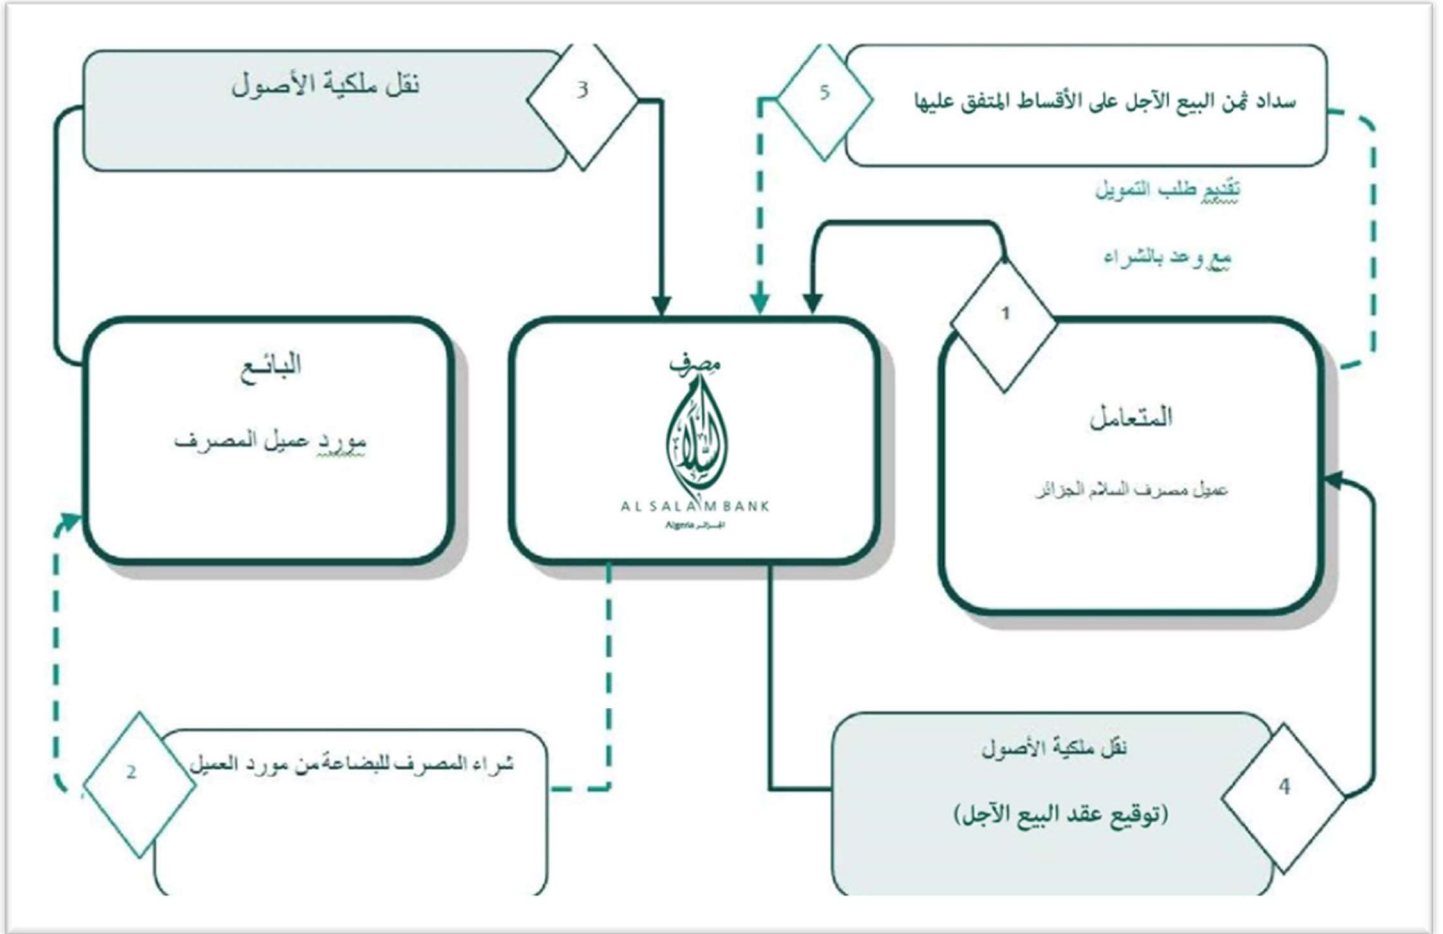 سداد ثمن البيع الآجل على الأقساط المتفق عليها
5
3
نقل ملكية الأصول
تقديم طلب التمويل
مع وعد بالشراء
1
المتعامل
عميل مصرف السلام الجزائر
مصرف
السلام
AL SALAM BANK
Algeria الجزائر
البائع
مورد عميل المصرف
4
نقل ملكية الأصول
(توقيع عقد البيع الآجل)
شراء المصرف للبضاعة من مورد العميل
2